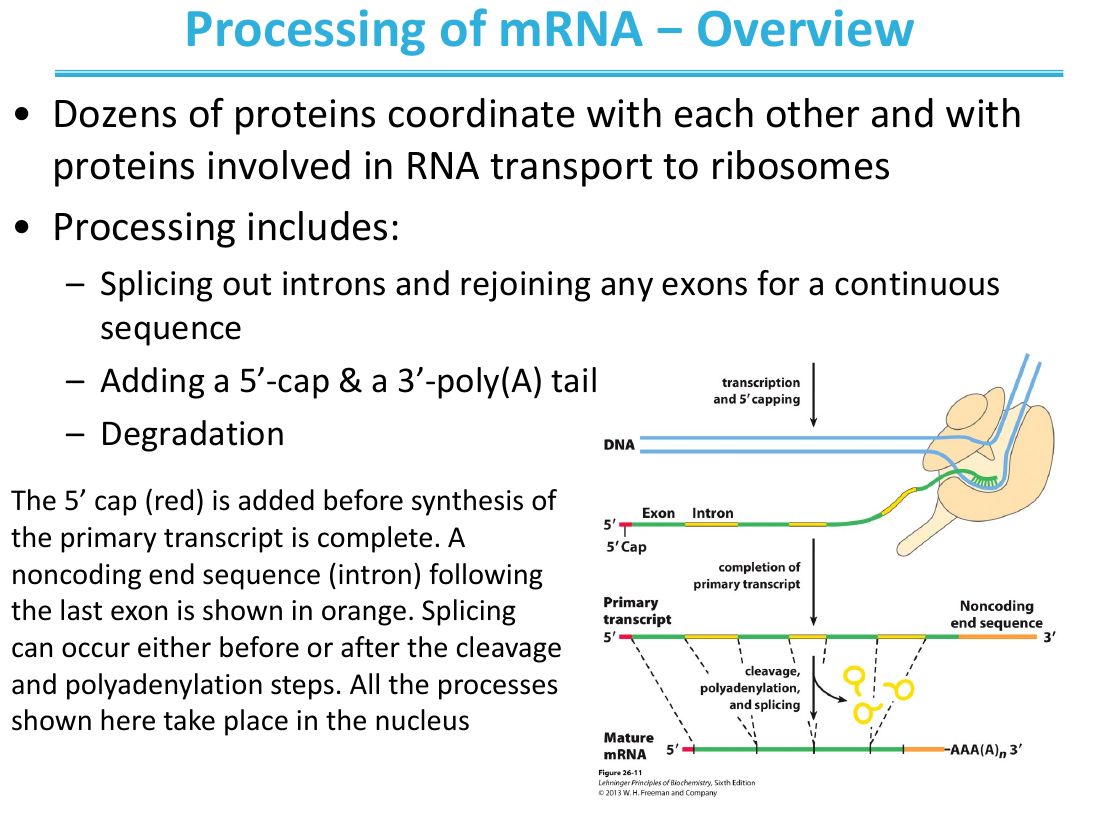 Processing of mRNA – Overview
• Dozens of proteins coordinate with each other and with
proteins involved in RNA transport to ribosomes
• Processing includes:
– Splicing out introns and rejoining any exons for a continuous
sequence
– Adding a 5’-cap & a 3’-poly(A) tail
– Degradation
The 5’ cap (red) is added before synthesis of
the primary transcript is complete. A
noncoding end sequence (intron) following
the last exon is shown in orange. Splicing
can occur either before or after the cleavage
and polyadenylation steps. All the processes
shown here take place in the nucleus
transcription
and 5′ capping
DNA
Exon Intron
5′
5′ Cap
completion of
primary transcript
Primary
transcript
Noncoding
end sequence
5′ 3′
cleavage,
polyadenylation,
and splicing
Mature
mRNA 5′ AAA(A)n 3′
Figure 26-11
Lehninger Principles of Biochemistry, Sixth Edition
© 2013 W. H. Freeman and Company